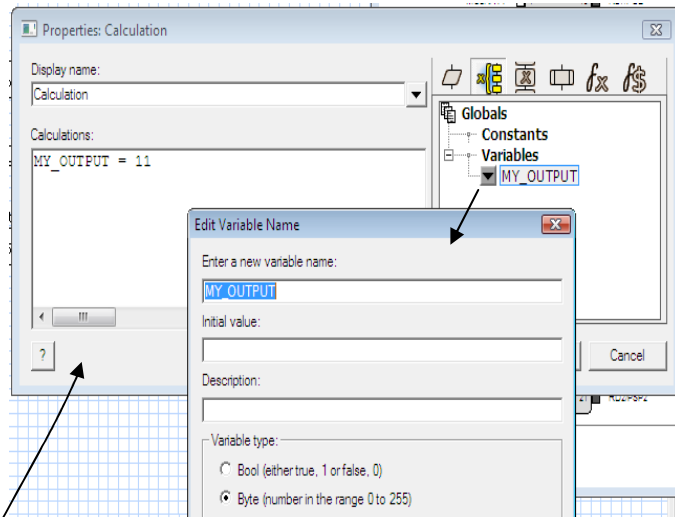 Properties: Calculation
Display name:
Calculation
Calculations:
MY_OUTPUT = 11
Globals
Constants
Variables
MY_OUTPUT
?
Cancel
Edit Variable Name
Enter a new variable name:
MY_OUTPUT
Initial value:
Description:
Variable type:
Bool (either true, 1 or false, 0)
Byte (number in the range 0 to 255)